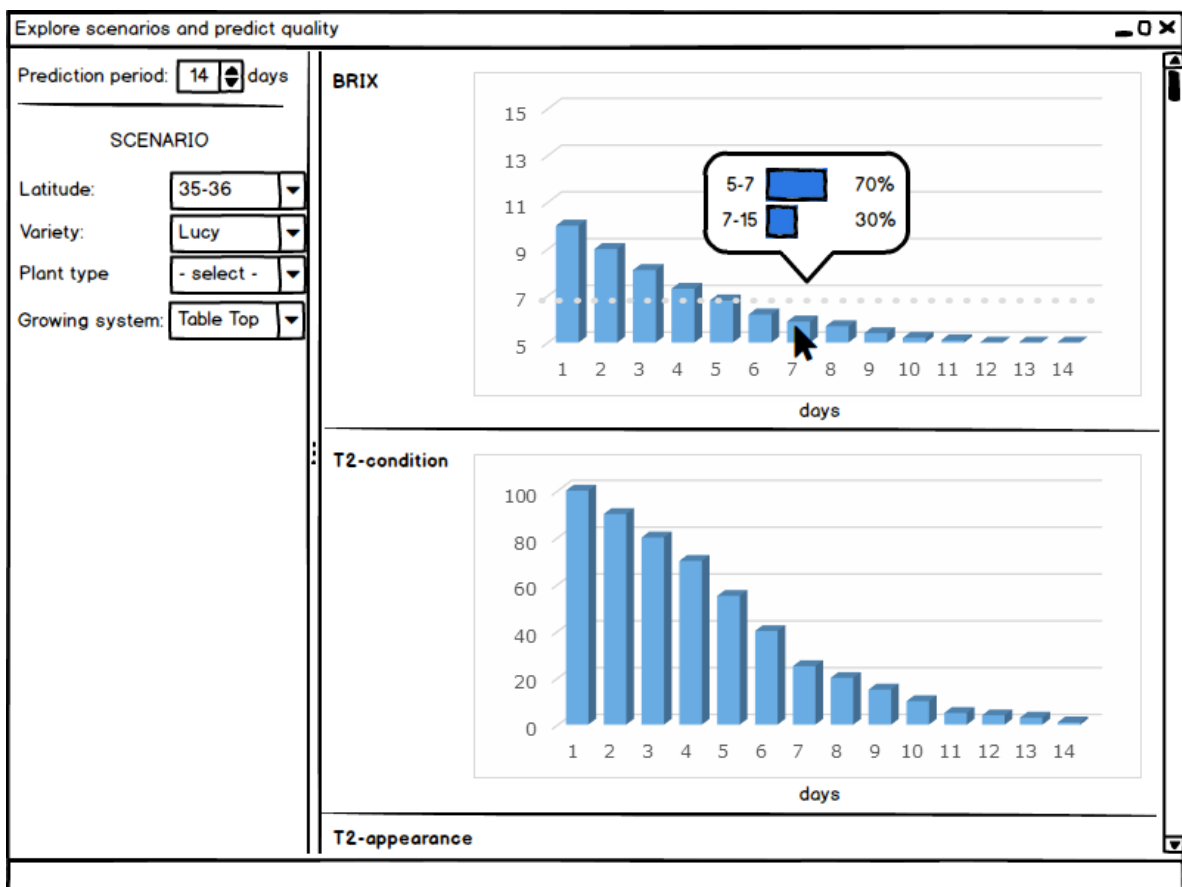 Explore scenarios and predict quality
Prediction period: 14 days
SCENARIO
Latitude: 35-36
Variety: Lucy
Plant type - select -
Growing system: Table Top
BRIX
15
13
11
9
7
5
5-7 70%
7-15 30%
1 2 3 4 5 6 7 8 9 10 11 12 13 14
days
T2-condition
100
80
60
40
20
0
1 2 3 4 5 6 7 8 9 10 11 12 13 14
days
T2-appearance